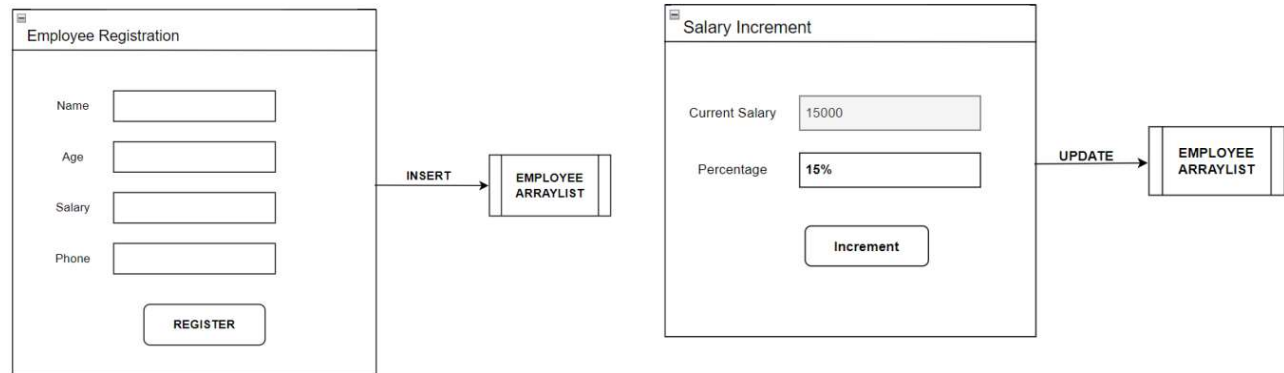 Employee Registration
Name
Age
Salary
Phone
REGISTER
INSERT
EMPLOYEE
ARRAYLIST
Salary Increment
Current Salary
15000
Percentage
15%
Increment
UPDATE
EMPLOYEE
ARRAYLIST